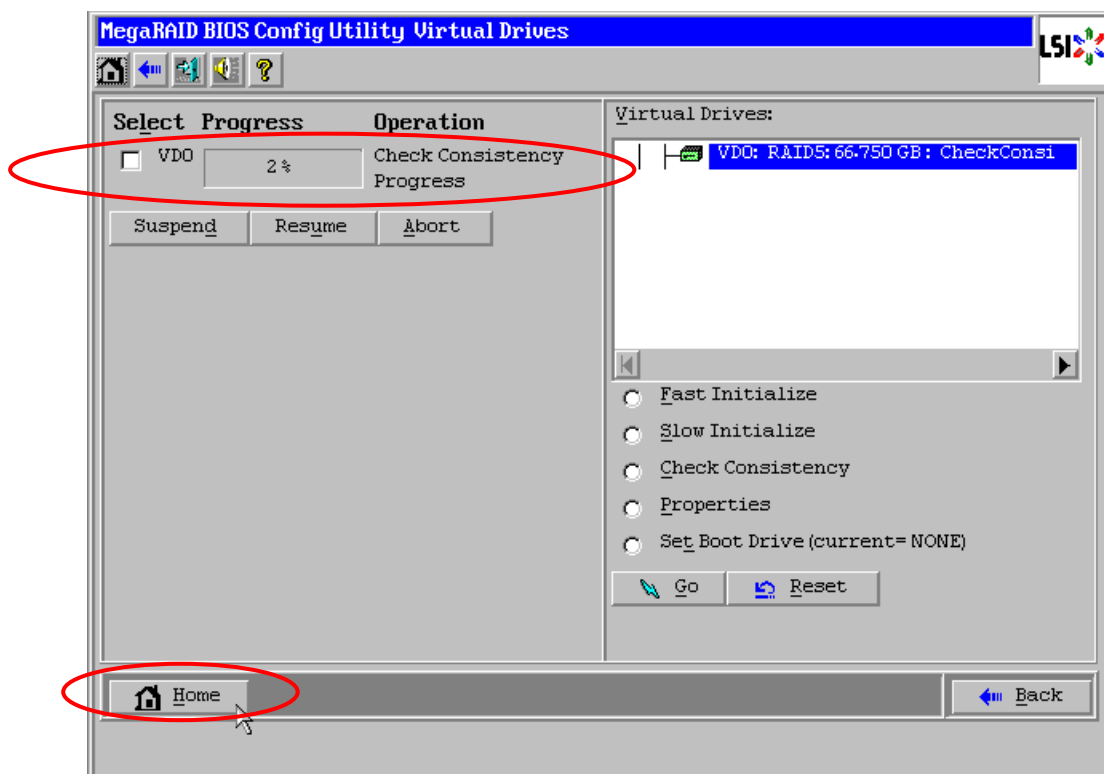 MegaRAID BIOS Config Utility Virtual Drives
LSI
Select Progress Operation
VD0 2% Check Consistency
Progress
Suspend Resume Abort
Virtual Drives:
VD0: RAID5: 66.750 GB: CheckConsi
Fast Initialize
Slow Initialize
Check Consistency
Properties
Set Boot Drive (current= NONE)
Go Reset
Home
Back